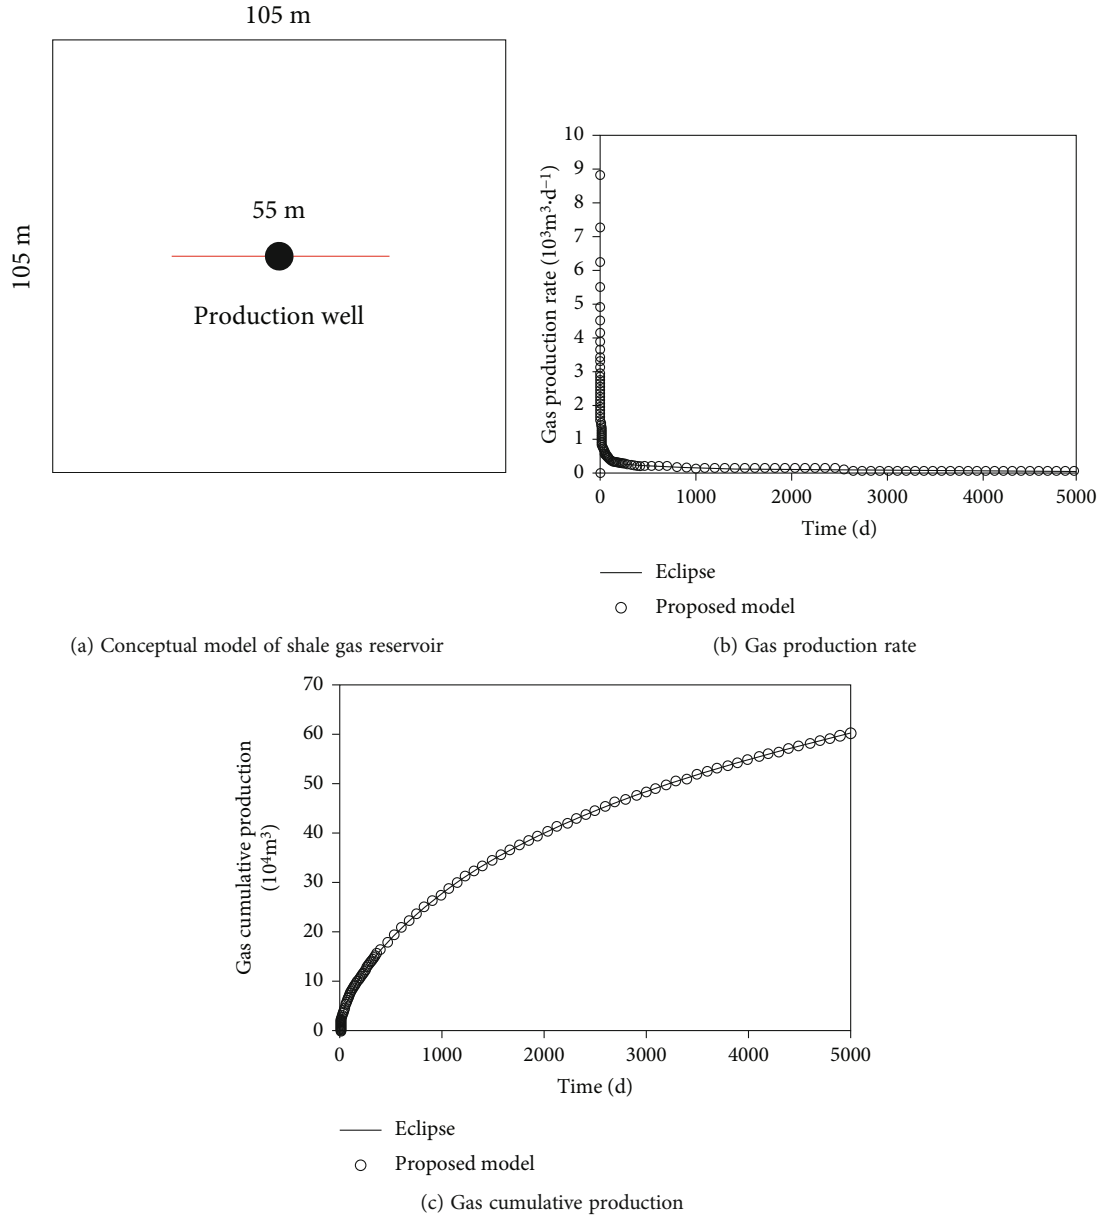 105 m
105 m
55 m
Production well
(a) Conceptual model of shale gas reservoir
Gas production rate (10³m³·d⁻¹)
10
9
8
7
6
5
4
3
2
1
0
0 1000 2000 3000 4000 5000
Time (d)
Eclipse
Proposed model
(b) Gas production rate
Gas cumulative production
(10⁴m³)
70
60
50
40
30
20
10
0
0 1000 2000 3000 4000 5000
Time (d)
Eclipse
Proposed model
(c) Gas cumulative production